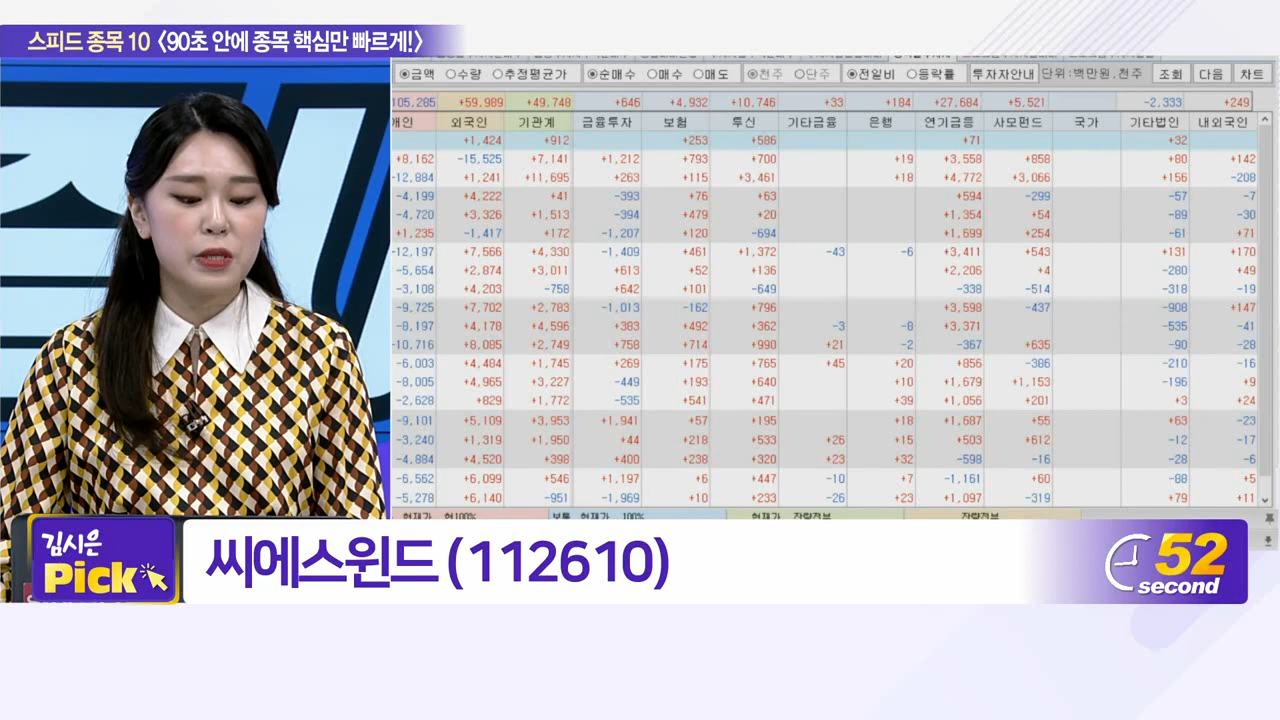 스피드 종목 10 <90초 안에 종목 핵심만 빠르게!>
금액 수량 추정평균가 순매수 매수 매도 천주 단주 전일비 등락률 투자자안내 단위:백만원,천주 조회 다음 차트
105,285 +59,989 +49,748 +646 +4,932 +10,746 +33 +184 +27,684 +5,521 -2,333 +249
개인 외국인 기관계 금융투자 보험 투신 기타금융 은행 연기금등 사모펀드 국가 기타법인 내외국인
+1,424 +912 +253 +586 +71 +32
+8,162 -15,525 +7,141 +1,212 +793 +700 +19 +3,558 +858 +80 +142
-12,884 +1,241 +11,695 +263 +115 +3,461 +18 +4,772 +3,066 +156 -208
-4,199 +4,222 +41 -393 +76 +63 +594 -299 -57 -7
-4,720 +3,326 +1,513 -394 +479 +20 +1,354 +54 -89 -30
+1,235 -1,417 +172 -1,207 +120 -694 +1,699 +254 -61 +71
-12,197 +7,566 +4,330 -1,409 +461 +1,372 -43 -6 +3,411 +543 +131 +170
-5,654 +2,874 +3,011 +613 +52 +136 +2,206 +4 -280 +49
-3,108 +4,203 -758 +642 +101 -649 -338 -514 -318 -19
-9,725 +7,702 +2,783 -1,013 -162 +796 +3,598 -437 -908 +147
-8,197 +4,178 +4,596 +383 +492 +362 -3 -8 +3,371 -535 -41
-10,716 +8,085 +2,749 +758 +714 +990 +21 -2 -367 +635 -90 -28
-6,003 +4,484 +1,745 +269 +175 +765 +45 +20 +856 -386 -210 -16
-8,005 +4,965 +3,227 -449 +193 +640 +10 +1,679 +1,153 -196 +9
-2,628 +829 +1,772 -535 +541 +471 +39 +1,056 +201 +3 +24
-9,101 +5,109 +3,953 +1,941 +57 +195 +18 +1,687 +55 +63 -23
-3,240 +1,319 +1,950 +44 +218 +533 +26 +15 +503 +612 -12 -17
-4,884 +4,520 +398 +400 +238 +320 +23 +32 -598 -16 -28 -6
-6,562 +6,099 +546 +1,197 +6 +447 -10 +7 -1,161 +60 -88 +5
-5,278 +6,140 -951 -1,969 +10 +233 -26 +23 +1,097 -319 +79 +11
김시은
Pick
씨에스윈드 (112610)
52
second